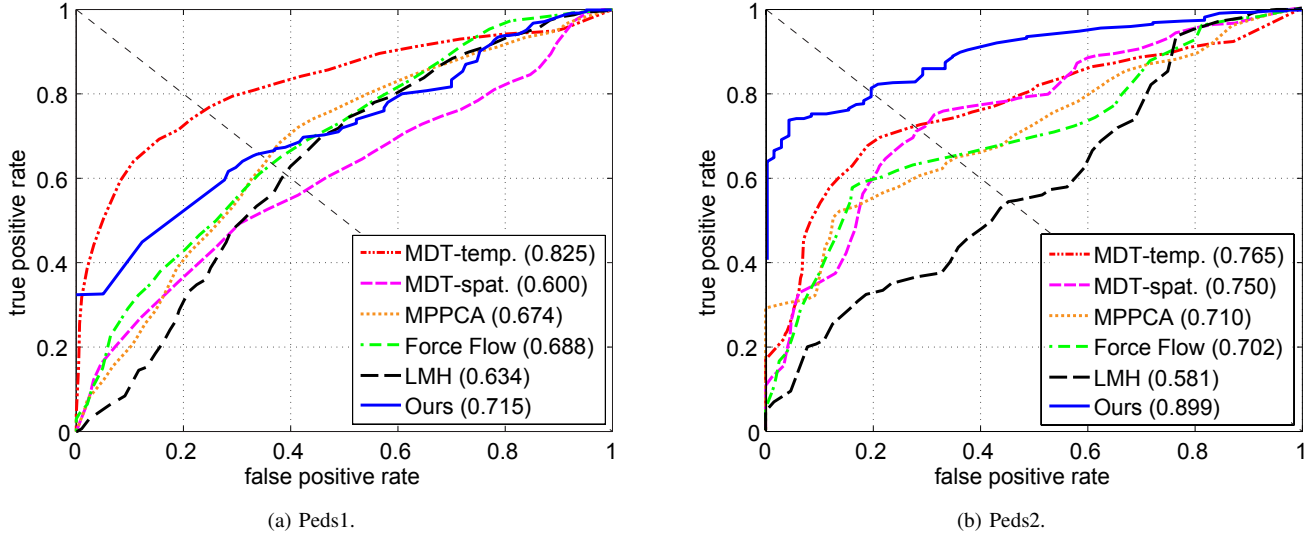 1
0.8
0.6
0.4
0.2
0
true positive rate
0 0.2 0.4 0.6 0.8 1
false positive rate
MDT-temp. (0.825)
MDT-spat. (0.600)
MPPCA (0.674)
Force Flow (0.688)
LMH (0.634)
Ours (0.715)
(a) Peds1.
1
0.8
0.6
0.4
0.2
0
true positive rate
0 0.2 0.4 0.6 0.8 1
false positive rate
MDT-temp. (0.765)
MDT-spat. (0.750)
MPPCA (0.710)
Force Flow (0.702)
LMH (0.581)
Ours (0.899)
(b) Peds2.